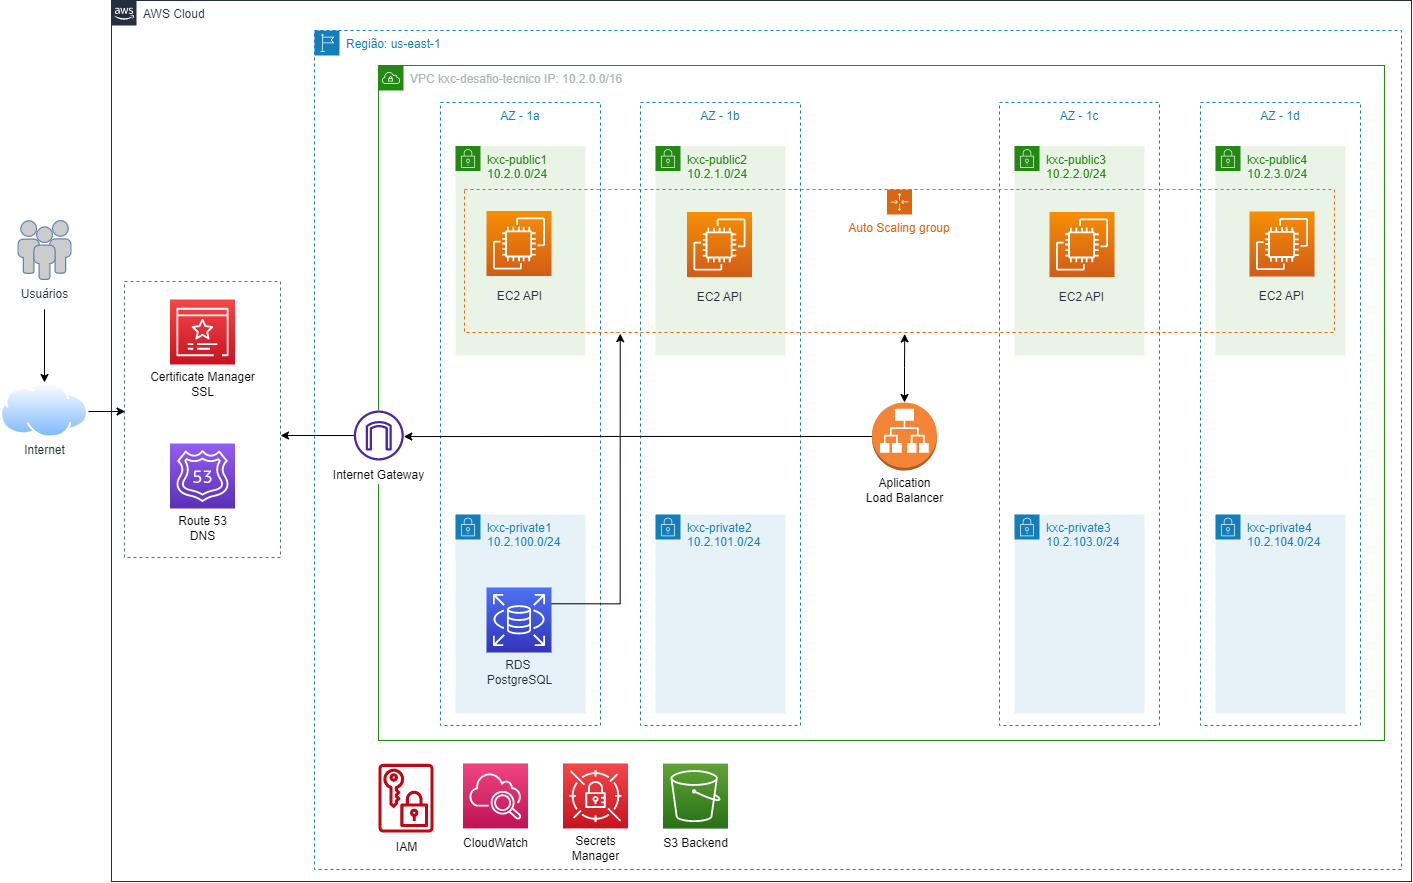 aws
AWS Cloud
Região: us-east-1
VPC kxc-desafio-tecnico IP: 10.2.0.0/16
AZ - 1a
AZ - 1b
AZ - 1c
AZ - 1d
kxc-public1
10.2.0.0/24
kxc-public2
10.2.1.0/24
kxc-public3
10.2.2.0/24
kxc-public4
10.2.3.0/24
Auto Scaling group
EC2 API
EC2 API
EC2 API
EC2 API
Usuários
Internet
Certificate Manager
SSL
53
Route 53
DNS
Internet Gateway
Aplication
Load Balancer
kxc-private1
10.2.100.0/24
kxc-private2
10.2.101.0/24
kxc-private3
10.2.103.0/24
kxc-private4
10.2.104.0/24
RDS
PostgreSQL
IAM
CloudWatch
Secrets
Manager
S3 Backend